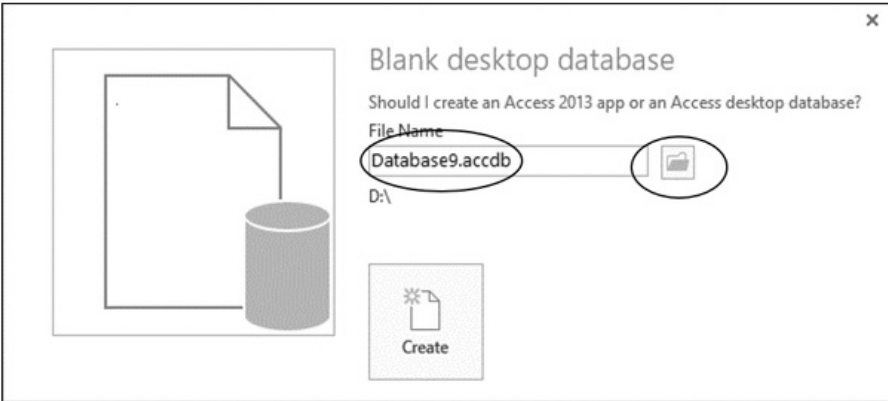 Blank desktop database
Should I create an Access 2013 app or an Access desktop database?
File Name
Database9.accdb
D:\
Create